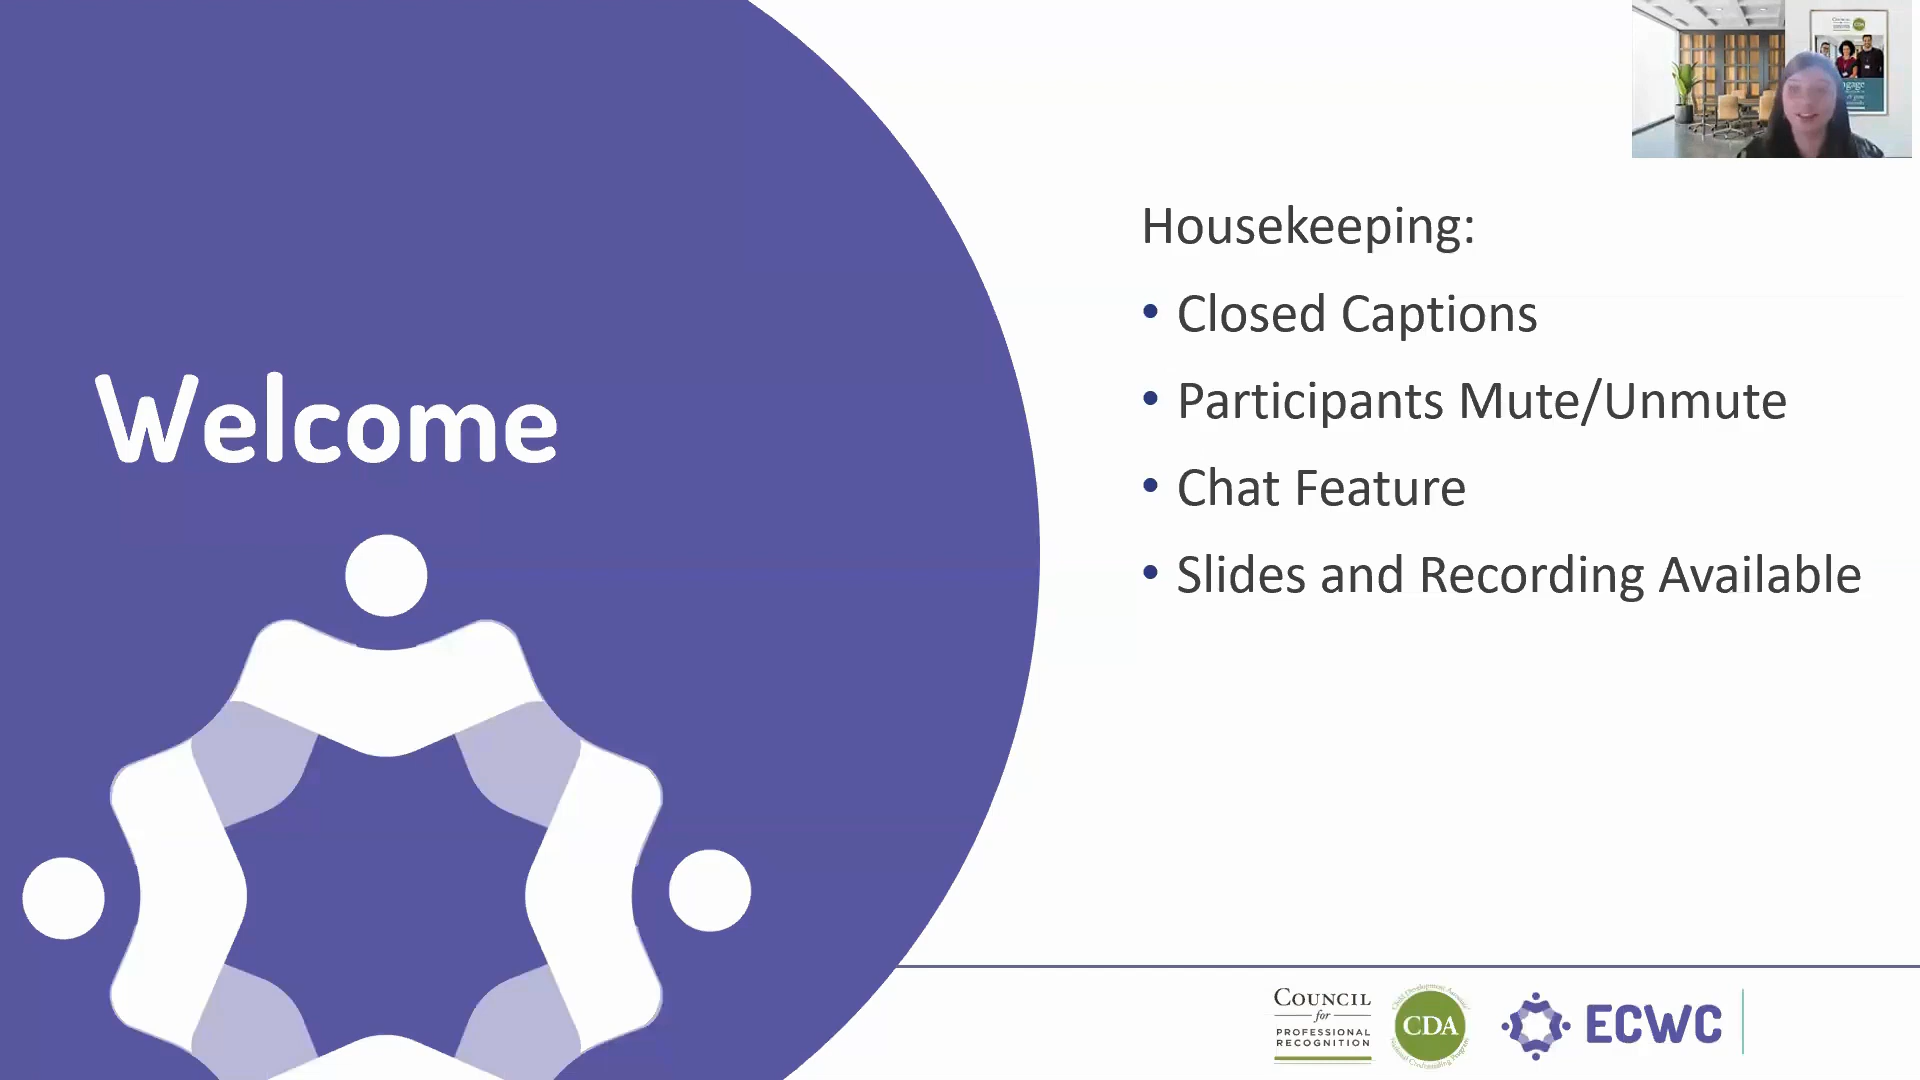 Welcome
Housekeeping:
• Closed Captions
• Participants Mute/Unmute
• Chat Feature
• Slides and Recording Available
COUNCIL
for
PROFESSIONAL
RECOGNITION
CDA
ECWC